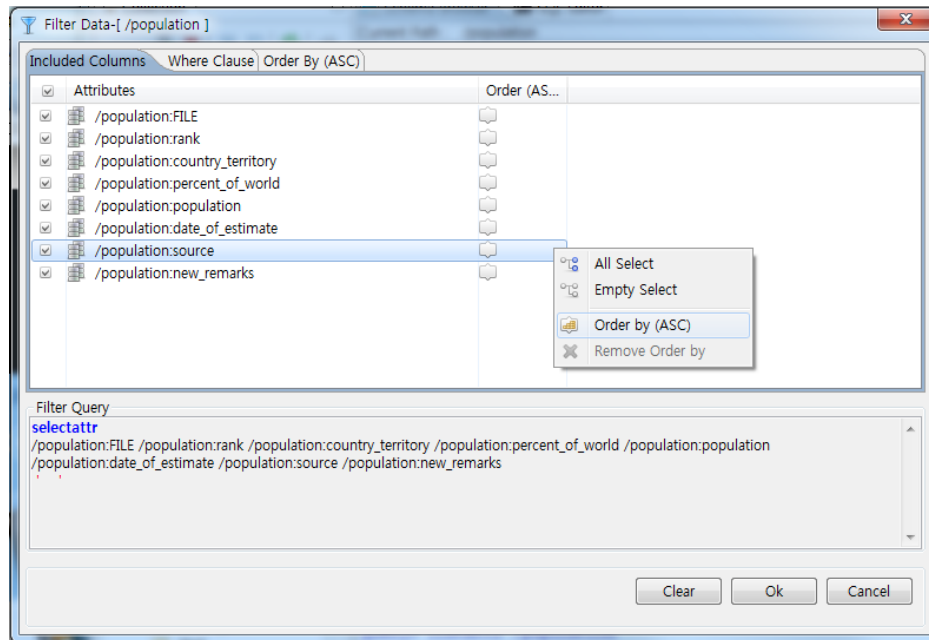 Filter Data-[ /population ]
Included Columns Where Clause Order By (ASC)
Attributes Order (AS...
/population:FILE
/population:rank
/population:country_territory
/population:percent_of_world
/population:population
/population:date_of_estimate
/population:source
/population:new_remarks
All Select
Empty Select
Order by (ASC)
Remove Order by
Filter Query
selectattr
/population:FILE /population:rank /population:country_territory /population:percent_of_world /population:population
/population:date_of_estimate /population:source /population:new_remarks
' '
Clear Ok Cancel